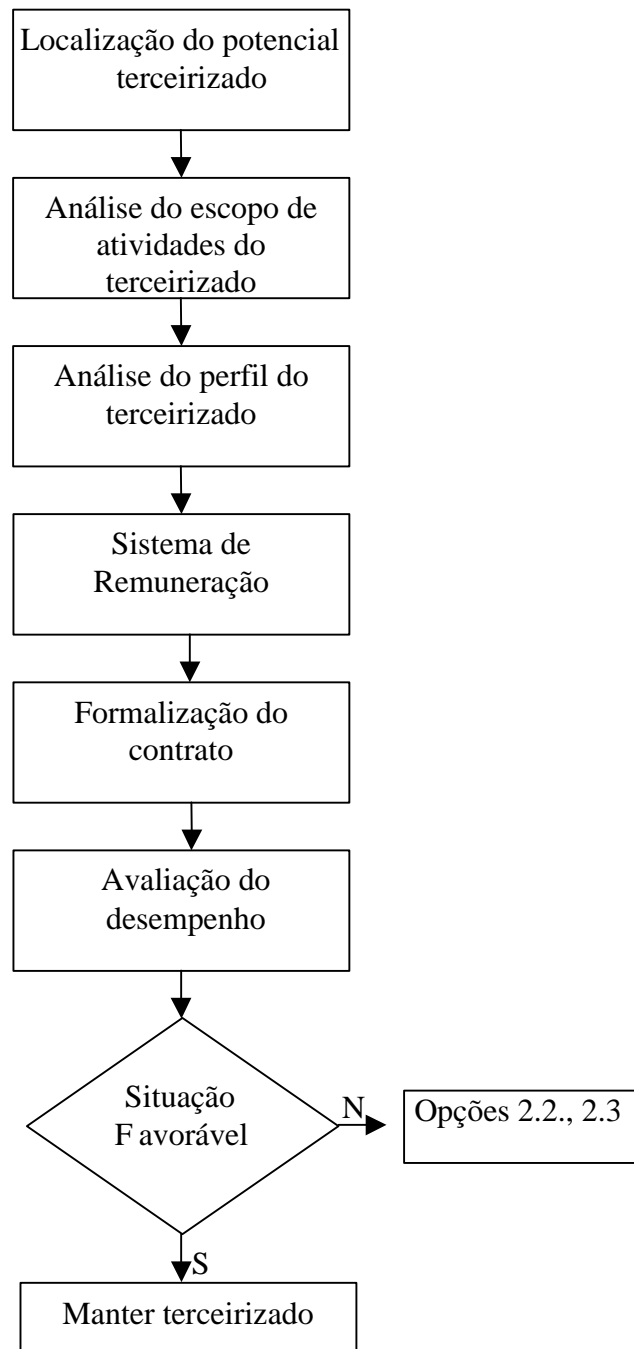 Localização do potencial
terceirizado
Análise do escopo de
atividades do
terceirizado
Análise do perfil do
terceirizado
Sistema de
Remuneração
Formalização do
contrato
Avaliação do
desempenho
Situação
F avorável
N
Opções 2.2., 2.3
S
Manter terceirizado